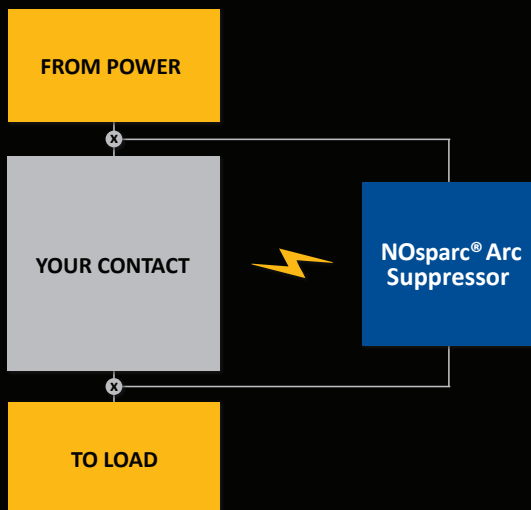 FROM POWER
X
YOUR CONTACT
NOsparc® Arc
Suppressor
X
TO LOAD